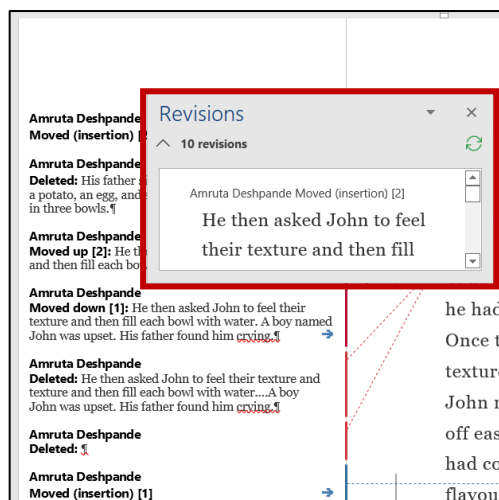 Amruta Deshpande
Moved (insertion) [
Amruta Deshpande
Deleted: His father
a potato, an egg, and
in three bowls.¶
Amruta Deshpande
Moved up [2]: He th
and then fill each bo
Amruta Deshpande
Moved down [1]: He then asked John to feel their
texture and then fill each bowl with water. A boy named
John was upset. His father found him crying.¶
Amruta Deshpande
Deleted: He then asked John to feel their texture and
texture and then fill each bowl with water....A boy
John was upset. His father found him crying.¶
Amruta Deshpande
Deleted: ¶
Amruta Deshpande
Moved (insertion) [1]
Revisions
10 revisions
Amruta Deshpande Moved (insertion) [2]
He then asked John to feel
their texture and then fill
he had
Once t
texture
John r
off eas
had co
flavou